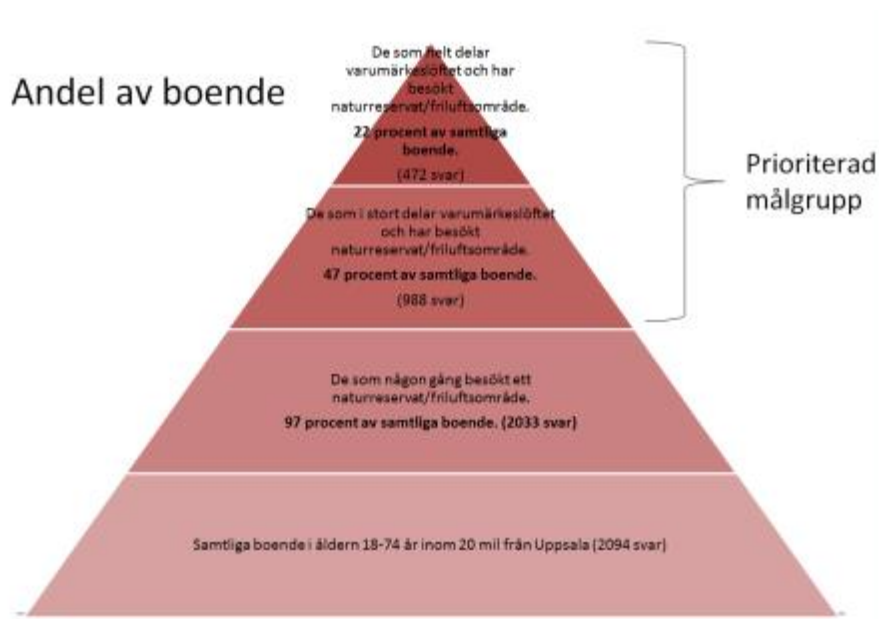 Andel av boende
De som helt delar
varumärkeslöftet och har
besökt
naturreservat/friluftsområde.
22 procent av samtliga
boende.
(472 svar)
De som i stort delar varumärkeslöftet
och har besökt
naturreservat/friluftsområde.
47 procent av samtliga boende.
(988 svar)
Prioriterad
målgrupp
De som någon gång besökt ett
naturreservat/friluftsområde.
97 procent av samtliga boende. (2033 svar)
Samtliga boende i åldern 18-74 år inom 20 mil från Uppsala (2094 svar)